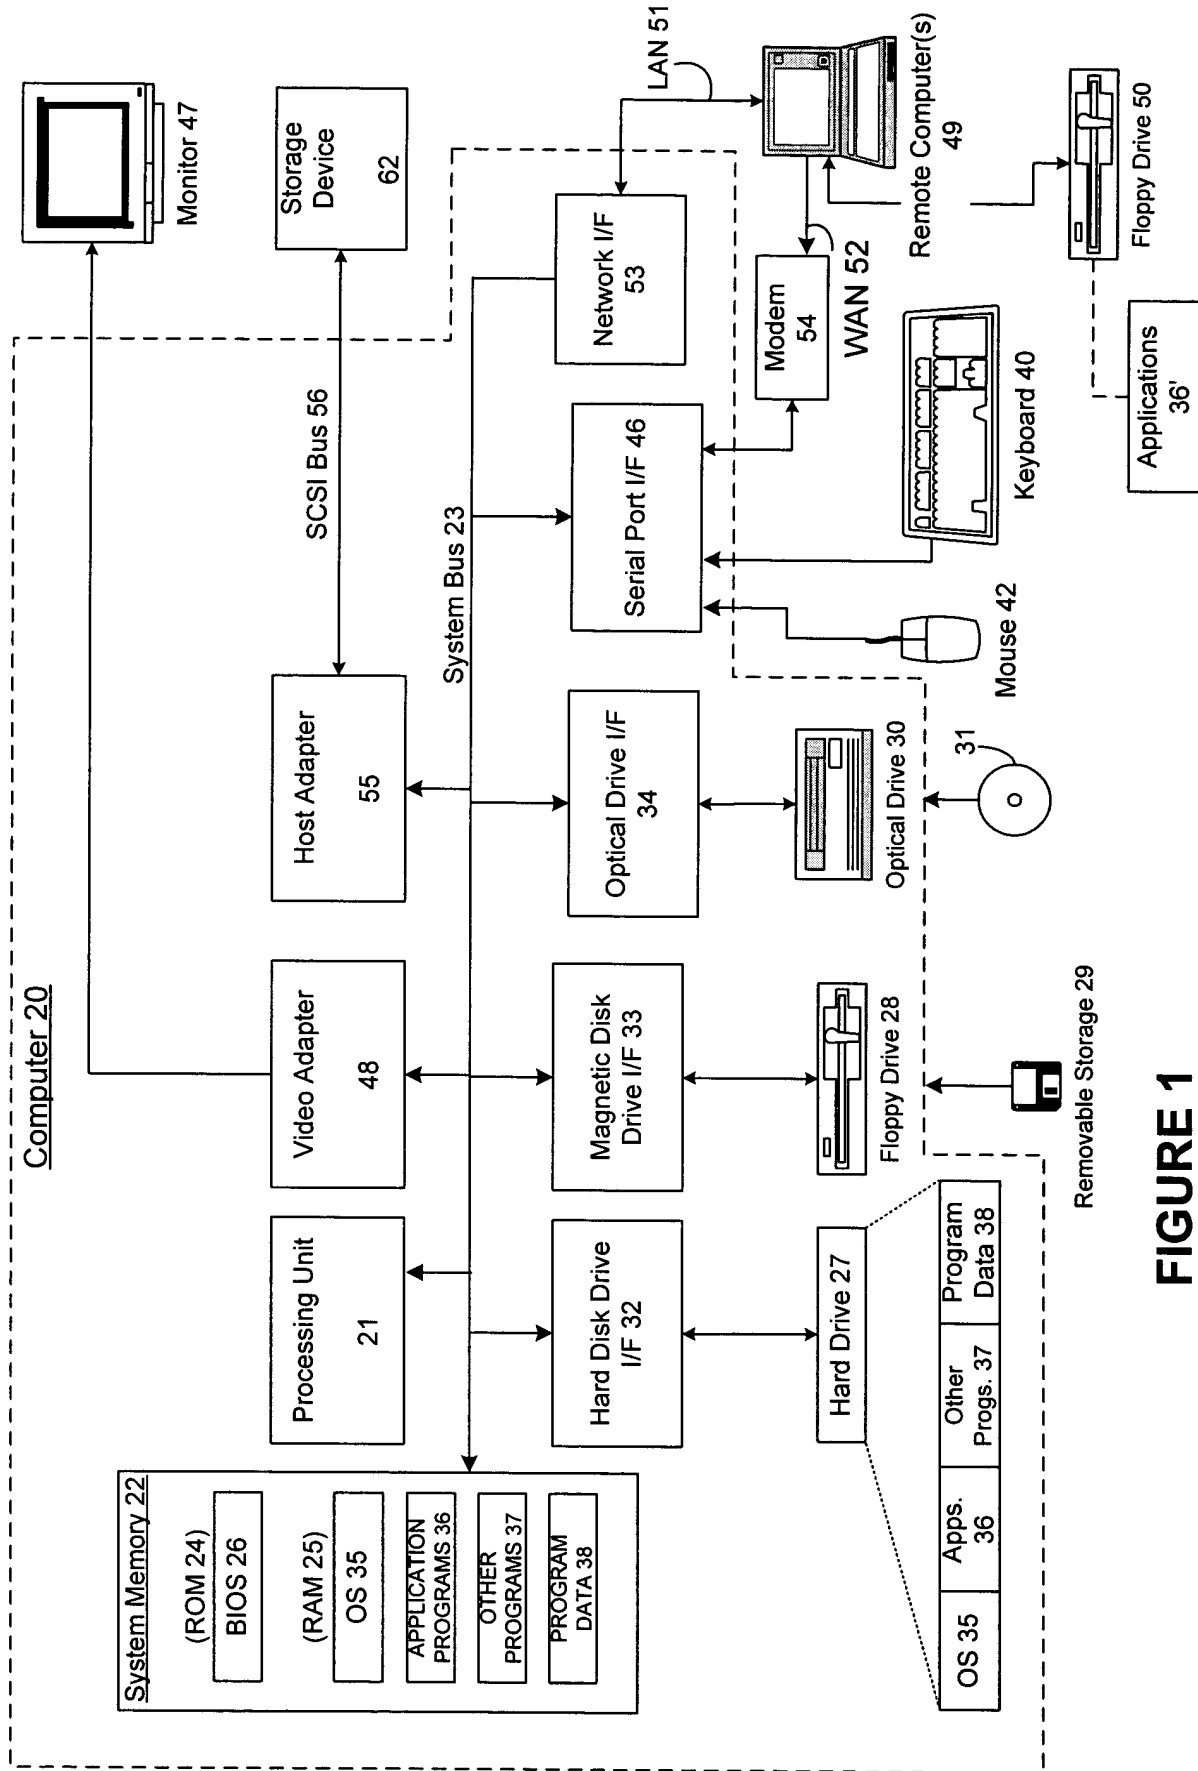 Computer 20
System Memory 22
(ROM 24)
BIOS 26
(RAM 25)
OS 35
APPLICATION
PROGRAMS 36
OTHER
PROGRAMS 37
PROGRAM
DATA 38
Processing Unit
21
Video Adapter
48
Host Adapter
55
Monitor 47
SCSI Bus 56
Storage
Device
62
System Bus 23
Hard Disk Drive
I/F 32
Magnetic Disk
Drive I/F 33
Optical Drive I/F
34
Serial Port I/F 46
Network I/F
53
LAN 51
Modem
54
WAN 52
Remote Computer(s)
49
Hard Drive 27
Floppy Drive 28
Optical Drive 30
31
Mouse 42
Keyboard 40
Floppy Drive 50
Applications
36'
OS 35
Apps.
36
Other
Progs. 37
Program
Data 38
Removable Storage 29
FIGURE 1